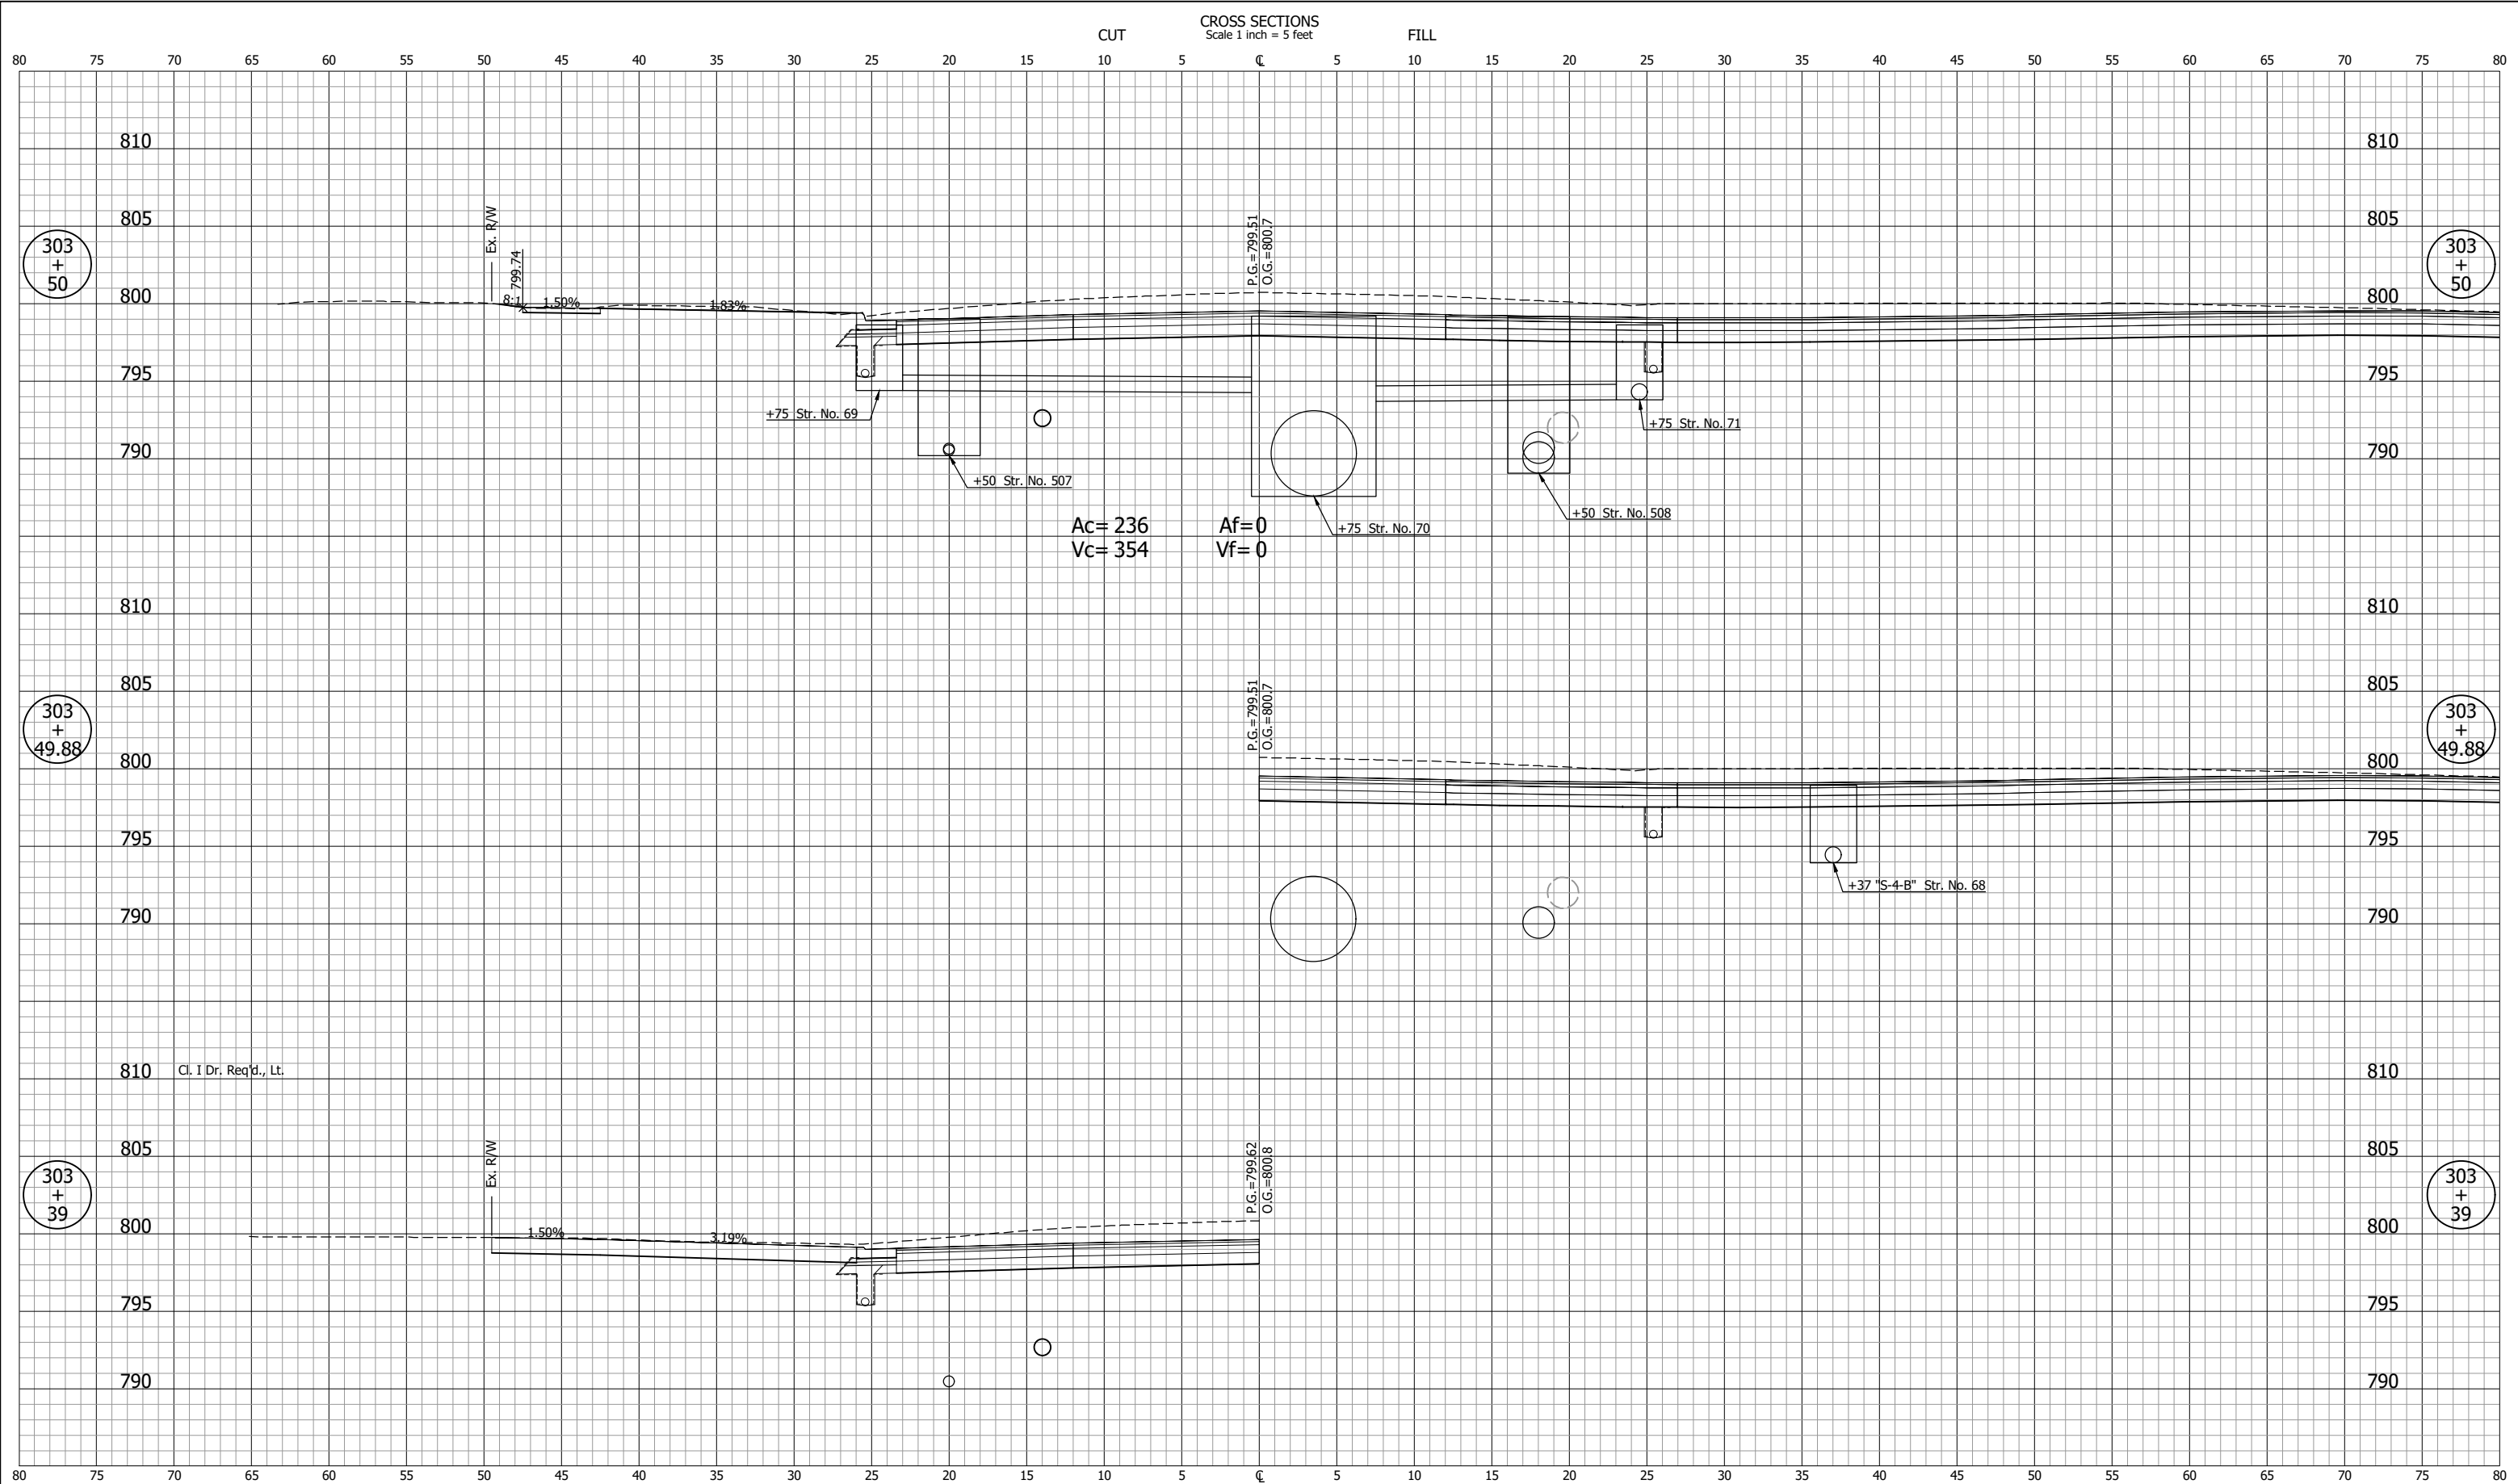 CROSS SECTIONS
Scale 1 inch = 5 feet
CUT FILL
80 75 70 65 60 55 50 45 40 35 30 25 20 15 10 5 ℄ 5 10 15 20 25 30 35 40 45 50 55 60 65 70 75 80
810 810
805 805
303 + 50
Ex. R/W
799.74
P.G.=799.51
O.G.=800.7
303 + 50
800 800
8:1 1.50% 1.83%
795 795
+75 Str. No. 69
+75 Str. No. 71
790 790
+50 Str. No. 507
+50 Str. No. 508
+75 Str. No. 70
Ac= 236 Af=0
Vc= 354 Vf= 0
810 810
805 805
303 + 49.88
P.G.=799.51
O.G.=800.7
303 + 49.88
800 800
795 795
+37 "S-4-B" Str. No. 68
790 790
810 Cl. I Dr. Req'd., Lt. 810
805 805
303 + 39
Ex. R/W
P.G.=799.62
O.G.=800.8
303 + 39
800 800
1.50% 3.19%
795 795
790 790
80 75 70 65 60 55 50 45 40 35 30 25 20 15 10 5 ℄ 5 10 15 20 25 30 35 40 45 50 55 60 65 70 75 80